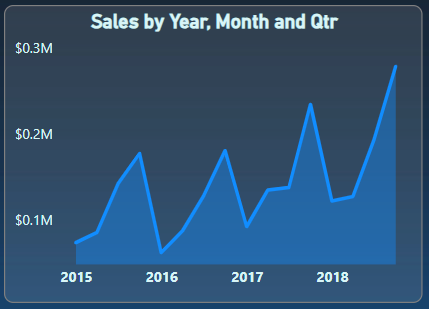 Sales by Year, Month and Qtr
$0.3M
$0.2M
$0.1M
2015 2016 2017 2018